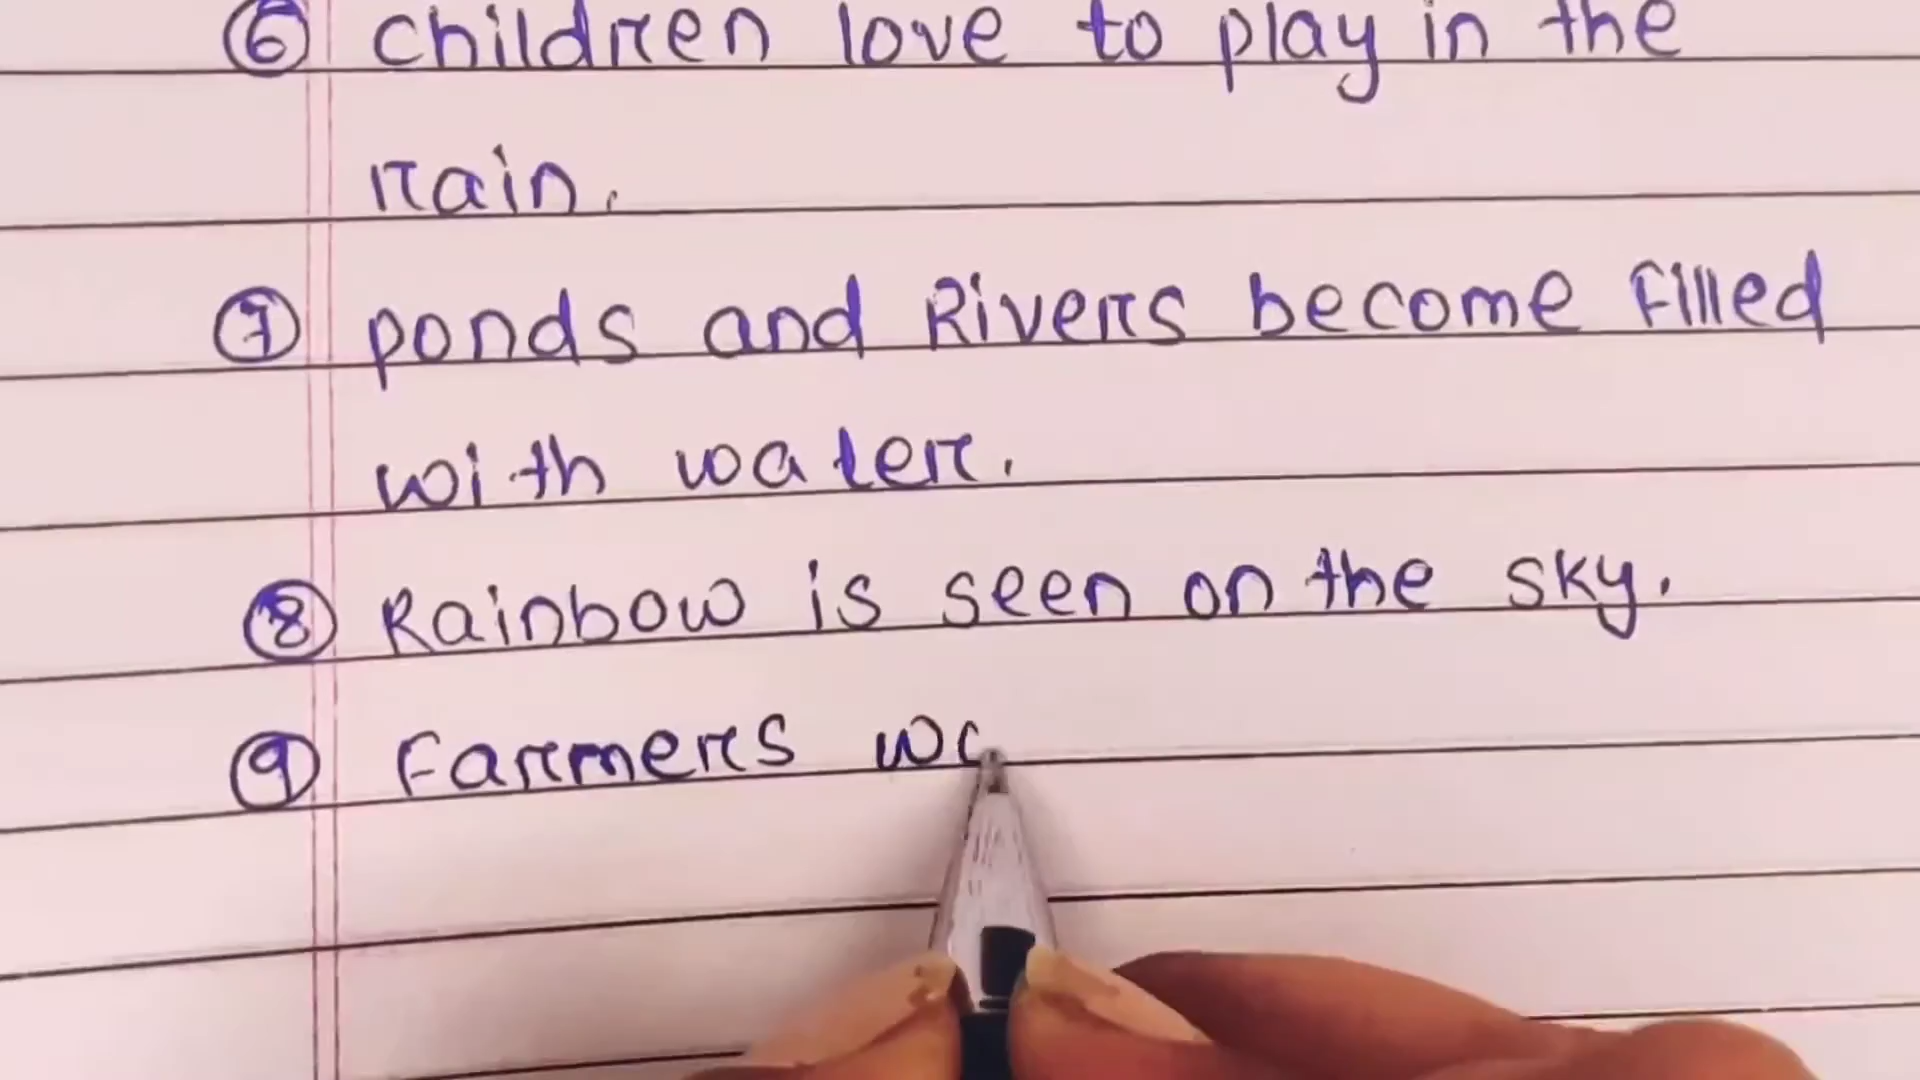 ⑥ children love to play in the
rain.
⑦ ponds and Rivers become filled
with water.
⑧ Rainbow is seen on the sky.
⑨ Farmers